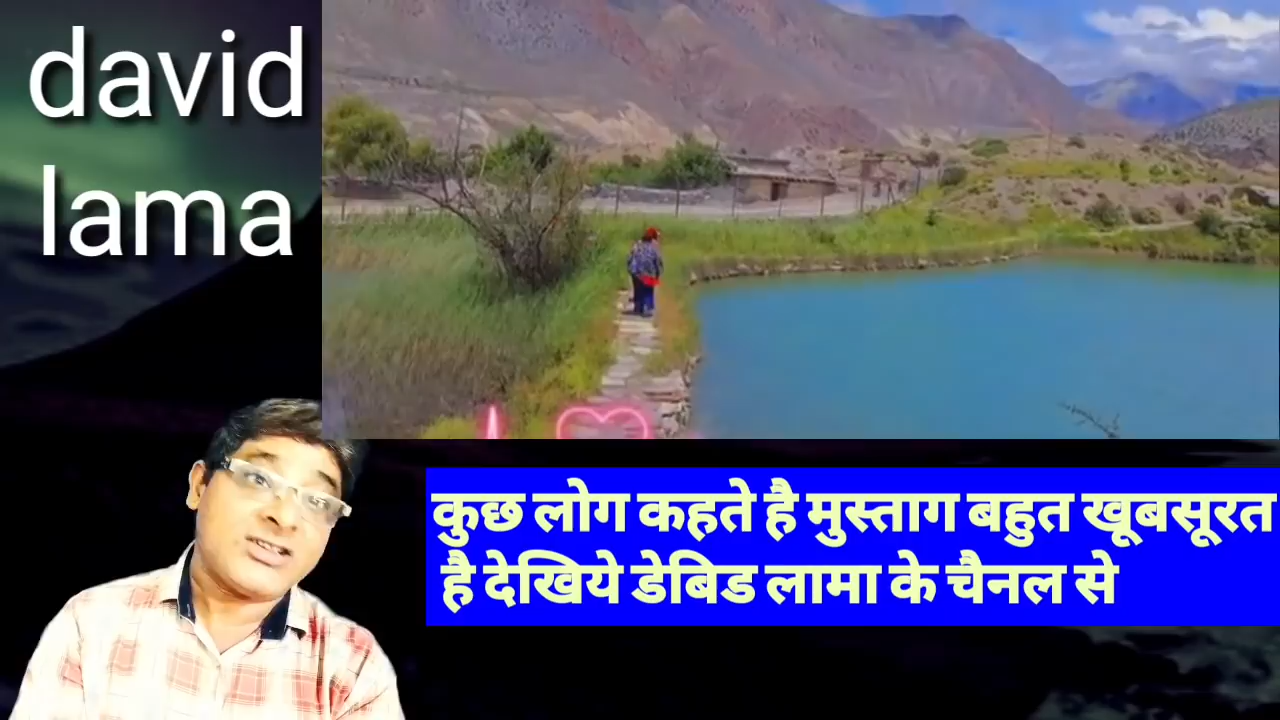 david
lama
कुछ लोग कहते है मुस्ताग बहुत खूबसूरत
है देखिये डेबिड लामा के चैनल से